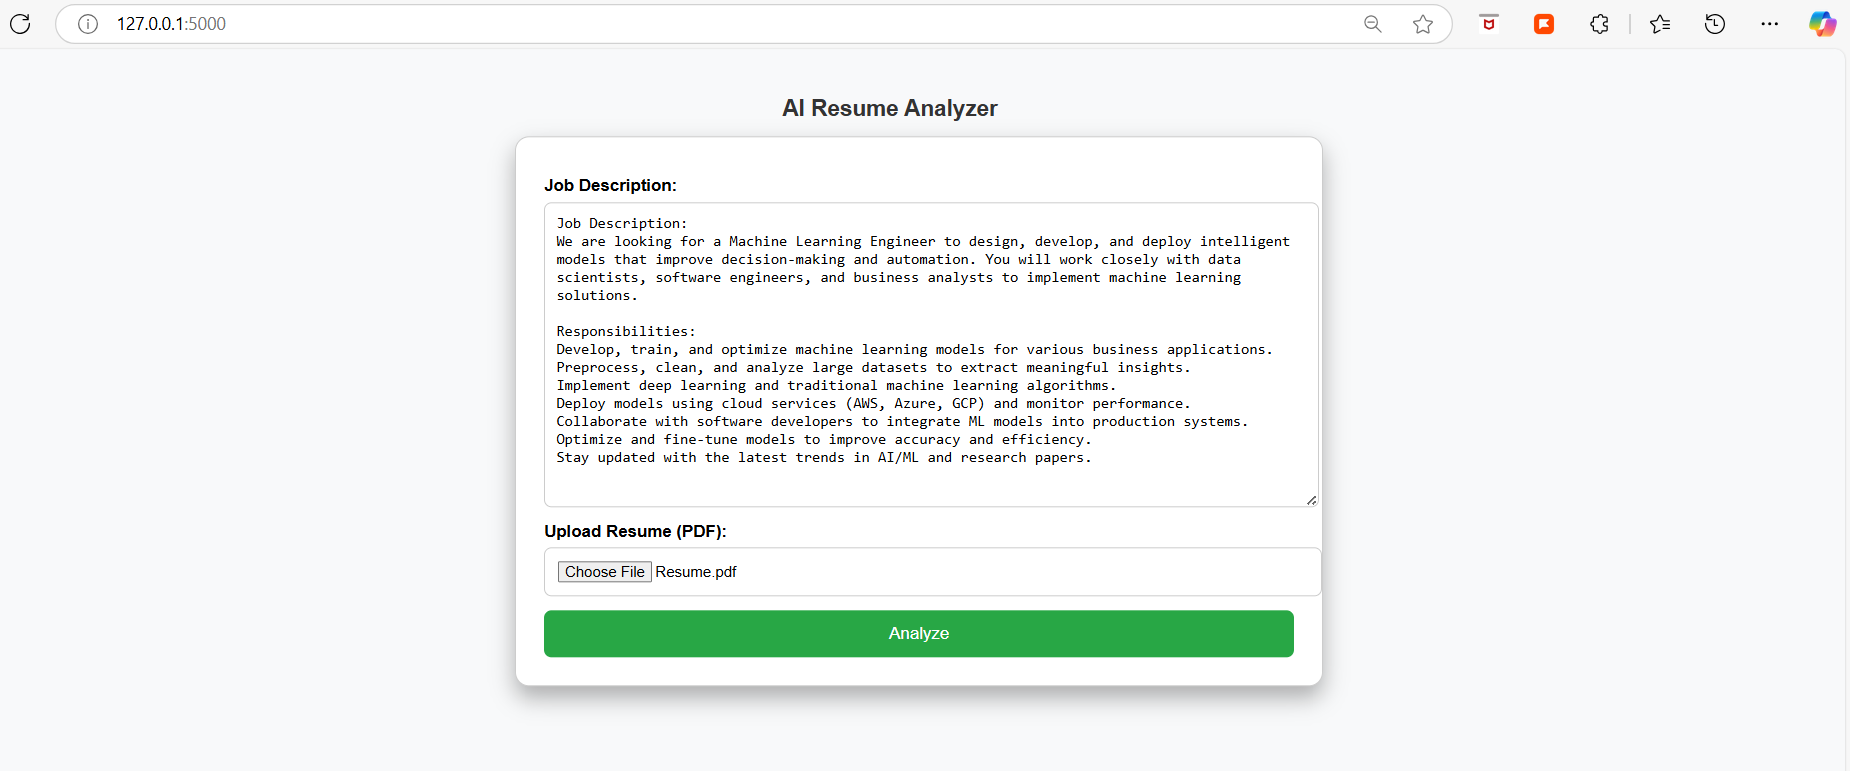 127.0.0.1:5000
AI Resume Analyzer
Job Description:
Job Description:
We are looking for a Machine Learning Engineer to design, develop, and deploy intelligent
models that improve decision-making and automation. You will work closely with data
scientists, software engineers, and business analysts to implement machine learning
solutions.
Responsibilities:
Develop, train, and optimize machine learning models for various business applications.
Preprocess, clean, and analyze large datasets to extract meaningful insights.
Implement deep learning and traditional machine learning algorithms.
Deploy models using cloud services (AWS, Azure, GCP) and monitor performance.
Collaborate with software developers to integrate ML models into production systems.
Optimize and fine-tune models to improve accuracy and efficiency.
Stay updated with the latest trends in AI/ML and research papers.
Upload Resume (PDF):
Choose File Resume.pdf
Analyze